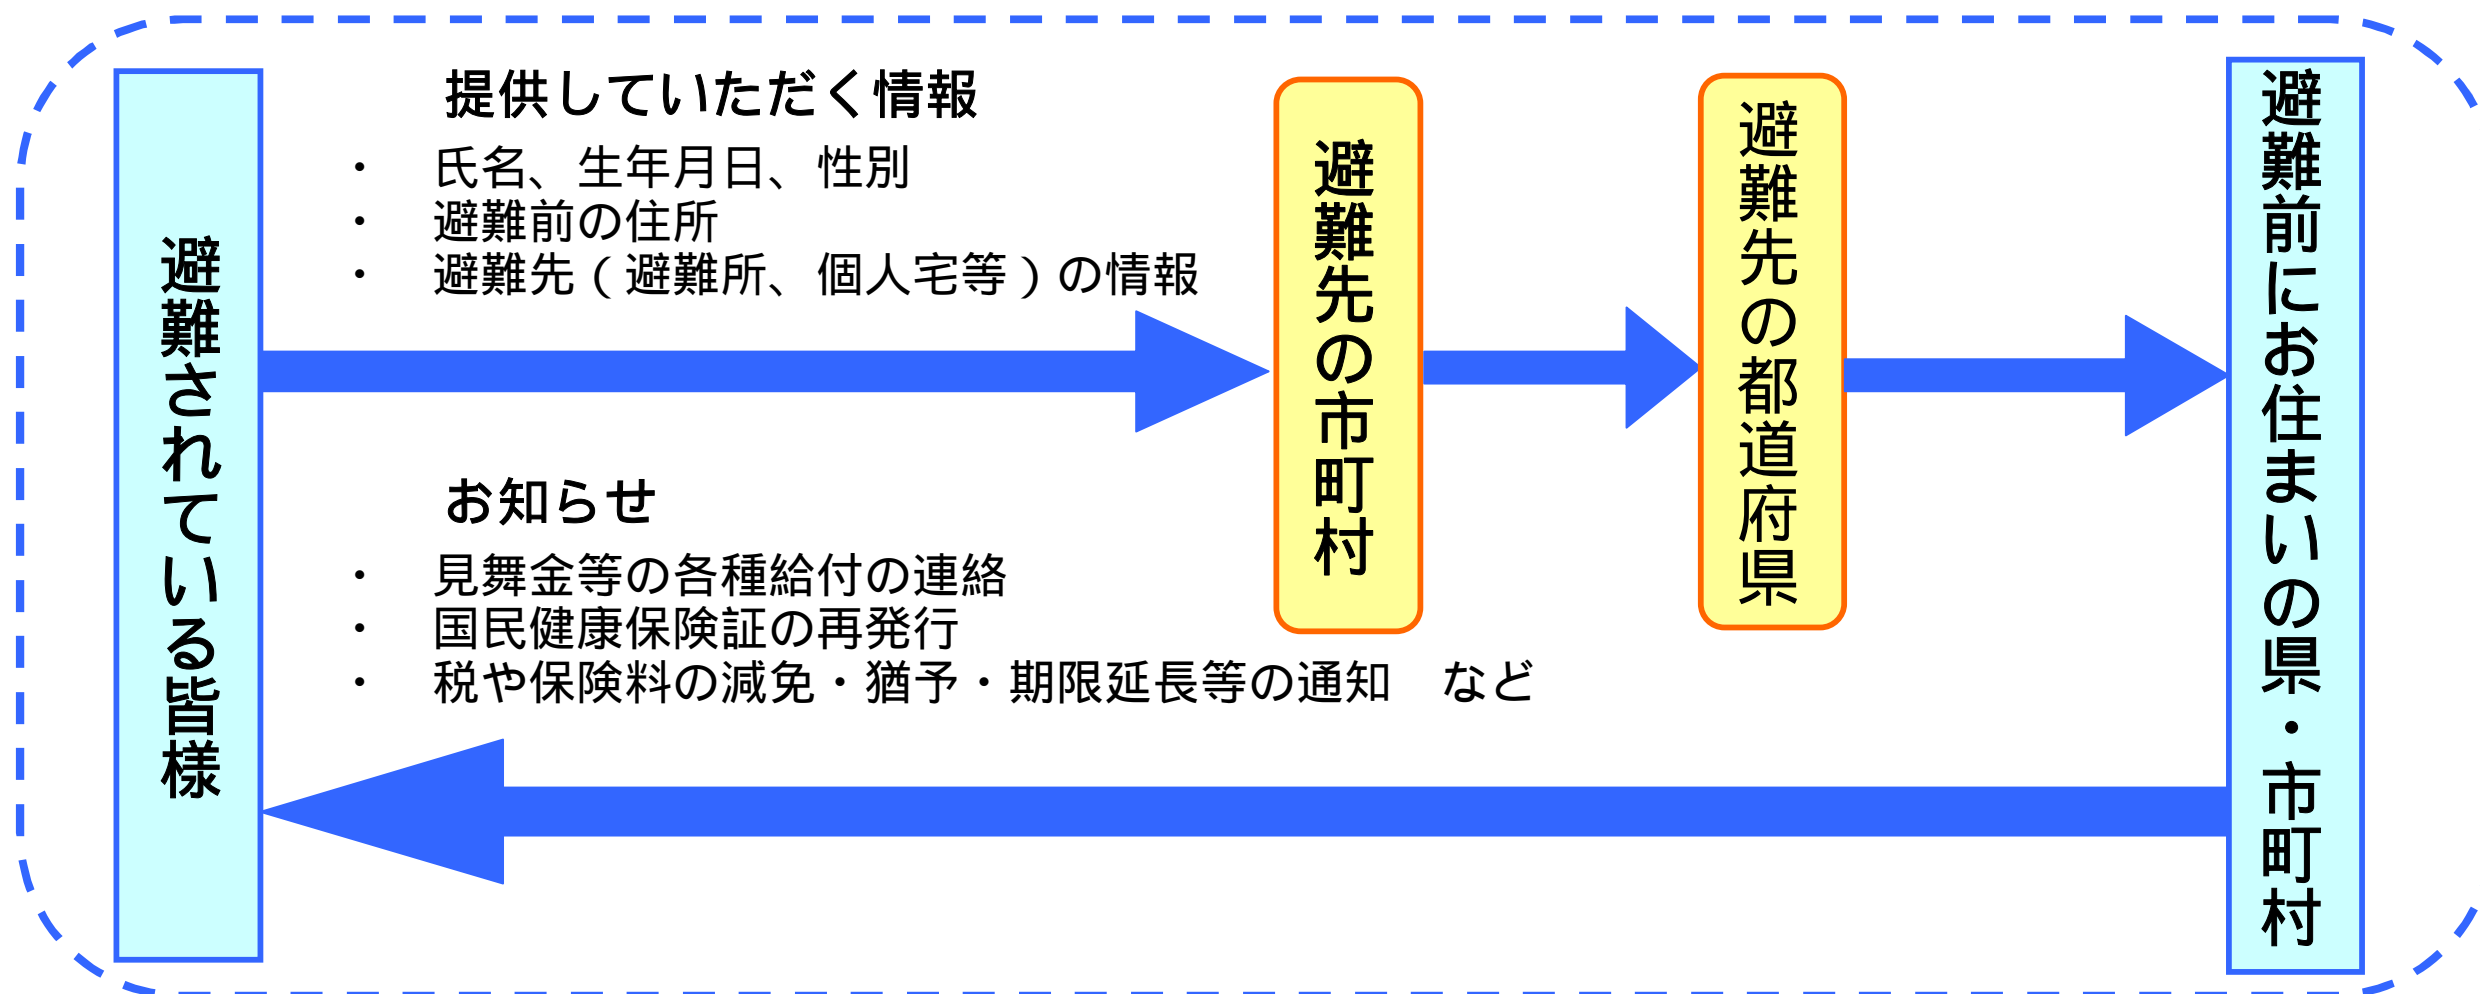 避難されている皆様
提供していただく情報
・　氏名、生年月日、性別
・　避難前の住所
・　避難先（避難所、個人宅等）の情報
お知らせ
・　見舞金等の各種給付の連絡
・　国民健康保険証の再発行
・　税や保険料の減免・猶予・期限延長等の通知　など
避難先の市町村
避難先の都道府県
避難前にお住まいの県・市町村